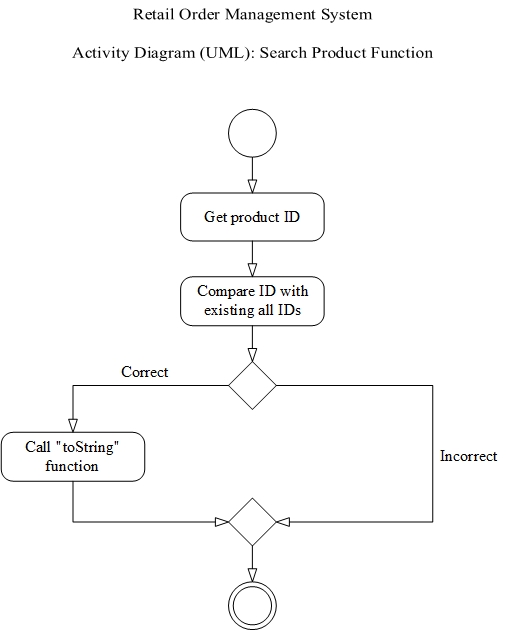 Retail Order Management System
Activity Diagram (UML): Search Product Function
Get product ID
Compare ID with
existing all IDs
Correct
Call "toString"
function
Incorrect